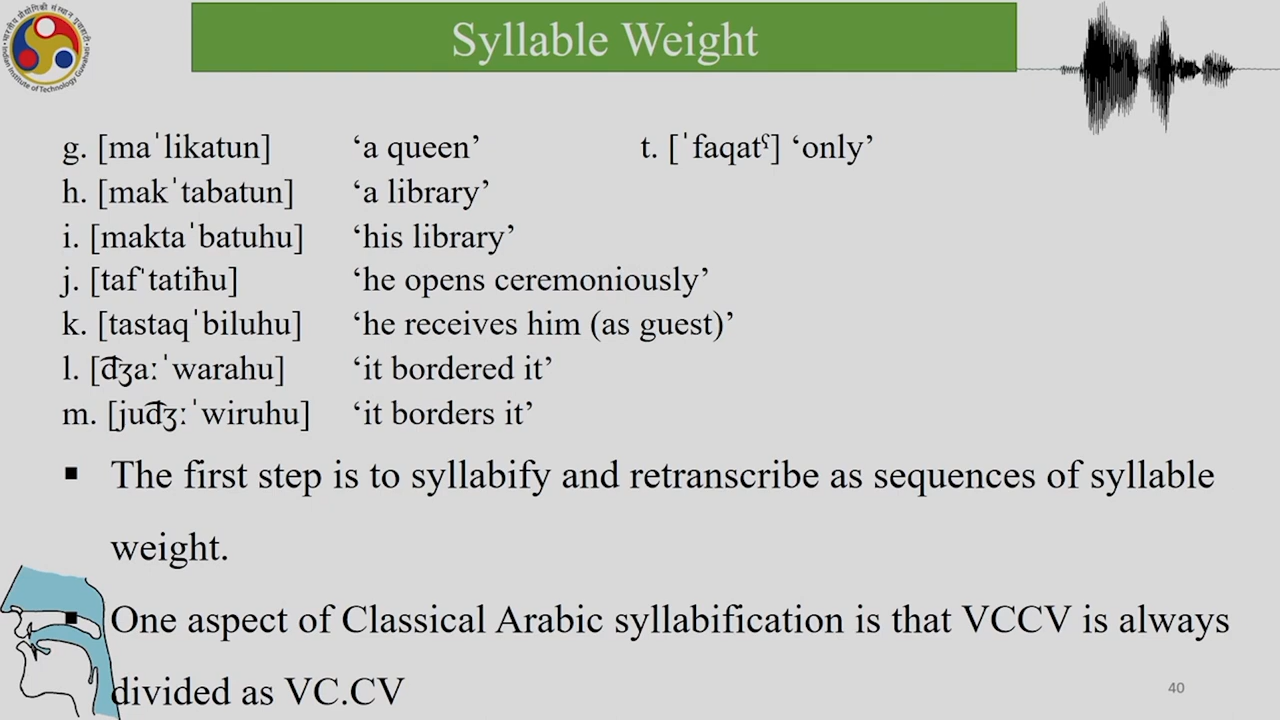 Syllable Weight
g. [maˈlikatun] ‘a queen’ t. [ˈfaqatˤ] ‘only’
h. [makˈtabatun] ‘a library’
i. [maktaˈbatuhu] ‘his library’
j. [taf'tatiħu] ‘he opens ceremoniously’
k. [tastaqˈbiluhu] ‘he receives him (as guest)’
l. [d͡ʒaːˈwarahu] ‘it bordered it’
m. [jud͡ʒːˈwiruhu] ‘it borders it’
▪ The first step is to syllabify and retranscribe as sequences of syllable
weight.
▪ One aspect of Classical Arabic syllabification is that VCCV is always
divided as VC.CV
40